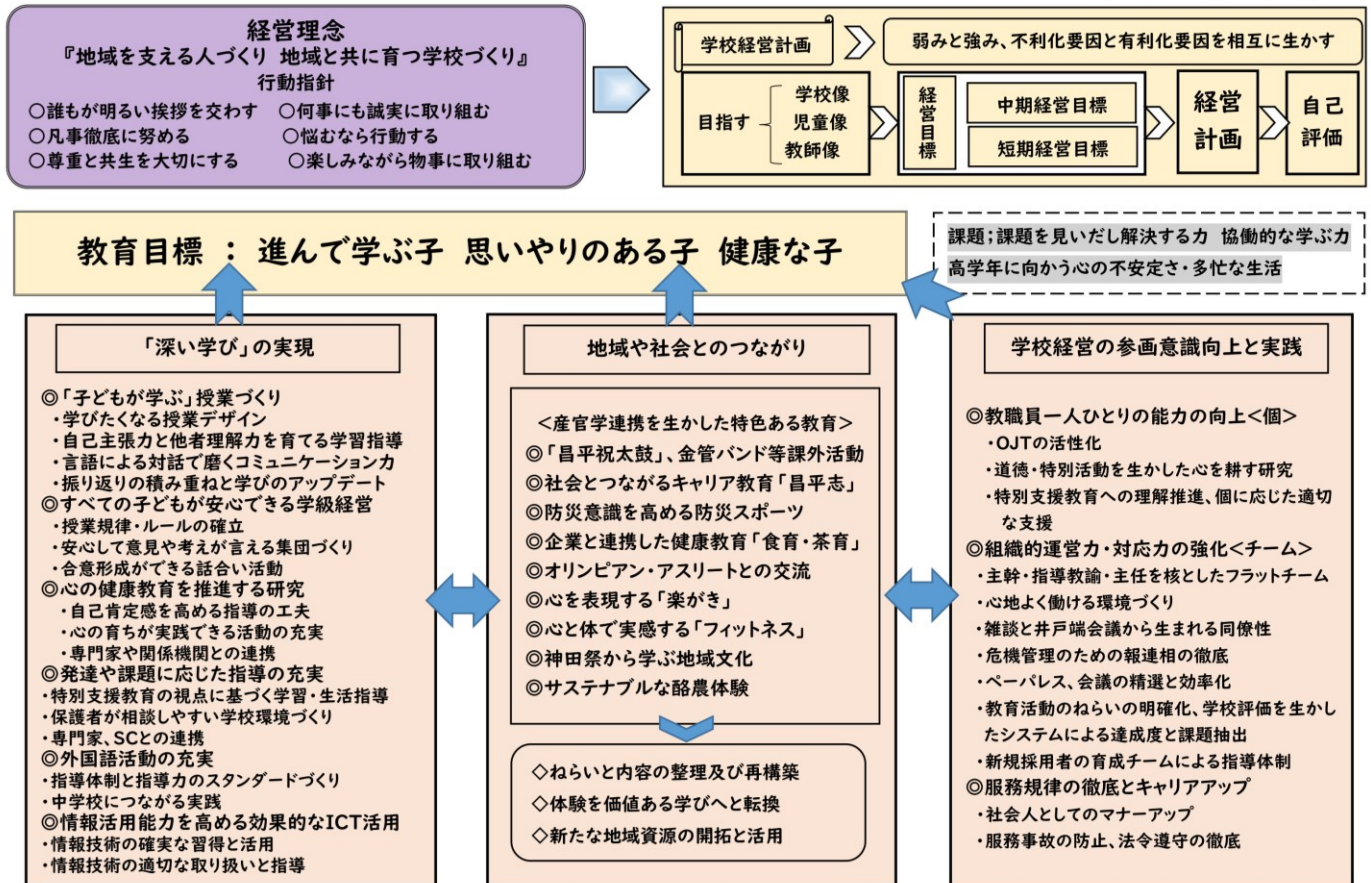 経営理念
『地域を支える人づくり 地域と共に育つ学校づくり』
行動指針
○誰もが明るい挨拶を交わす ○何事にも誠実に取り組む
○凡事徹底に努める ○悩むなら行動する
○尊重と共生を大切にする ○楽しみながら物事に取り組む
学校経営計画
弱みと強み、不利化要因と有利化要因を相互に生かす
目指す
学校像
児童像
教師像
経営目標
中期経営目標
短期経営目標
経営
計画
自己
評価
教育目標 : 進んで学ぶ子 思いやりのある子 健康な子
課題;課題を見いだし解決する力 協働的な学ぶ力
高学年に向かう心の不安定さ・多忙な生活
「深い学び」の実現
◎「子どもが学ぶ」授業づくり
・学びたくなる授業デザイン
・自己主張力と他者理解力を育てる学習指導
・言語による対話で磨くコミュニケーション力
・振り返りの積み重ねと学びのアップデート
◎すべての子どもが安心できる学級経営
・授業規律・ルールの確立
・安心して意見や考えが言える集団づくり
・合意形成ができる話合い活動
◎心の健康教育を推進する研究
・自己肯定感を高める指導の工夫
・心の育ちが実践できる活動の充実
・専門家や関係機関との連携
◎発達や課題に応じた指導の充実
・特別支援教育の視点に基づく学習・生活指導
・保護者が相談しやすい学校環境づくり
・専門家、SCとの連携
◎外国語活動の充実
・指導体制と指導力のスタンダードづくり
・中学校につながる実践
◎情報活用能力を高める効果的なICT活用
・情報技術の確実な習得と活用
・情報技術の適切な取り扱いと指導
地域や社会とのつながり
<産官学連携を生かした特色ある教育>
◎「昌平祝太鼓」、金管バンド等課外活動
◎社会とつながるキャリア教育「昌平志」
◎防災意識を高める防災スポーツ
◎企業と連携した健康教育「食育・茶育」
◎オリンピアン・アスリートとの交流
◎心を表現する「楽がき」
◎心と体で実感する「フィットネス」
◎神田祭から学ぶ地域文化
◎サステナブルな酪農体験
◇ねらいと内容の整理及び再構築
◇体験を価値ある学びへと転換
◇新たな地域資源の開拓と活用
学校経営の参画意識向上と実践
◎教職員一人ひとりの能力の向上<個>
・OJTの活性化
・道徳・特別活動を生かした心を耕す研究
・特別支援教育への理解推進、個に応じた適切
な支援
◎組織的運営力・対応力の強化<チーム>
・主幹・指導教諭・主任を核としたフラットチーム
・心地よく働ける環境づくり
・雑談と井戸端会議から生まれる同僚性
・危機管理のための報連相の徹底
・ペーパレス、会議の精選と効率化
・教育活動のねらいの明確化、学校評価を生かし
たシステムによる達成度と課題抽出
・新規採用者の育成チームによる指導体制
◎服務規律の徹底とキャリアアップ
・社会人としてのマナーアップ
・服務事故の防止、法令遵守の徹底